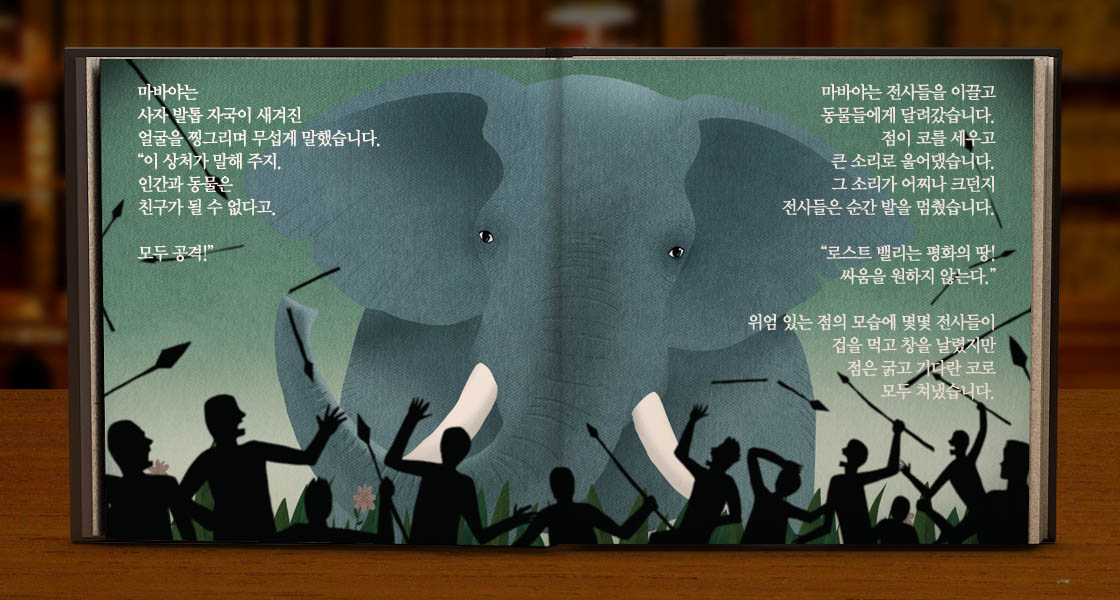 마바야는
사자 발톱 자국이 새겨진
얼굴을 찡그리며 무섭게 말했습니다.
“이 상처가 말해 주지.
인간과 동물은
친구가 될 수 없다고.
모두 공격!”
마바야는 전사들을 이끌고
동물들에게 달려갔습니다.
점이 코를 세우고
큰 소리로 울어댔습니다.
그 소리가 어찌나 크던지
전사들은 순간 발을 멈췄습니다.
“로스트 밸리는 평화의 땅!
싸움을 원하지 않는다.”
위엄 있는 점의 모습에 몇몇 전사들이
겁을 먹고 창을 날렸지만
점은 굵고 기다란 코로
모두 쳐냈습니다.